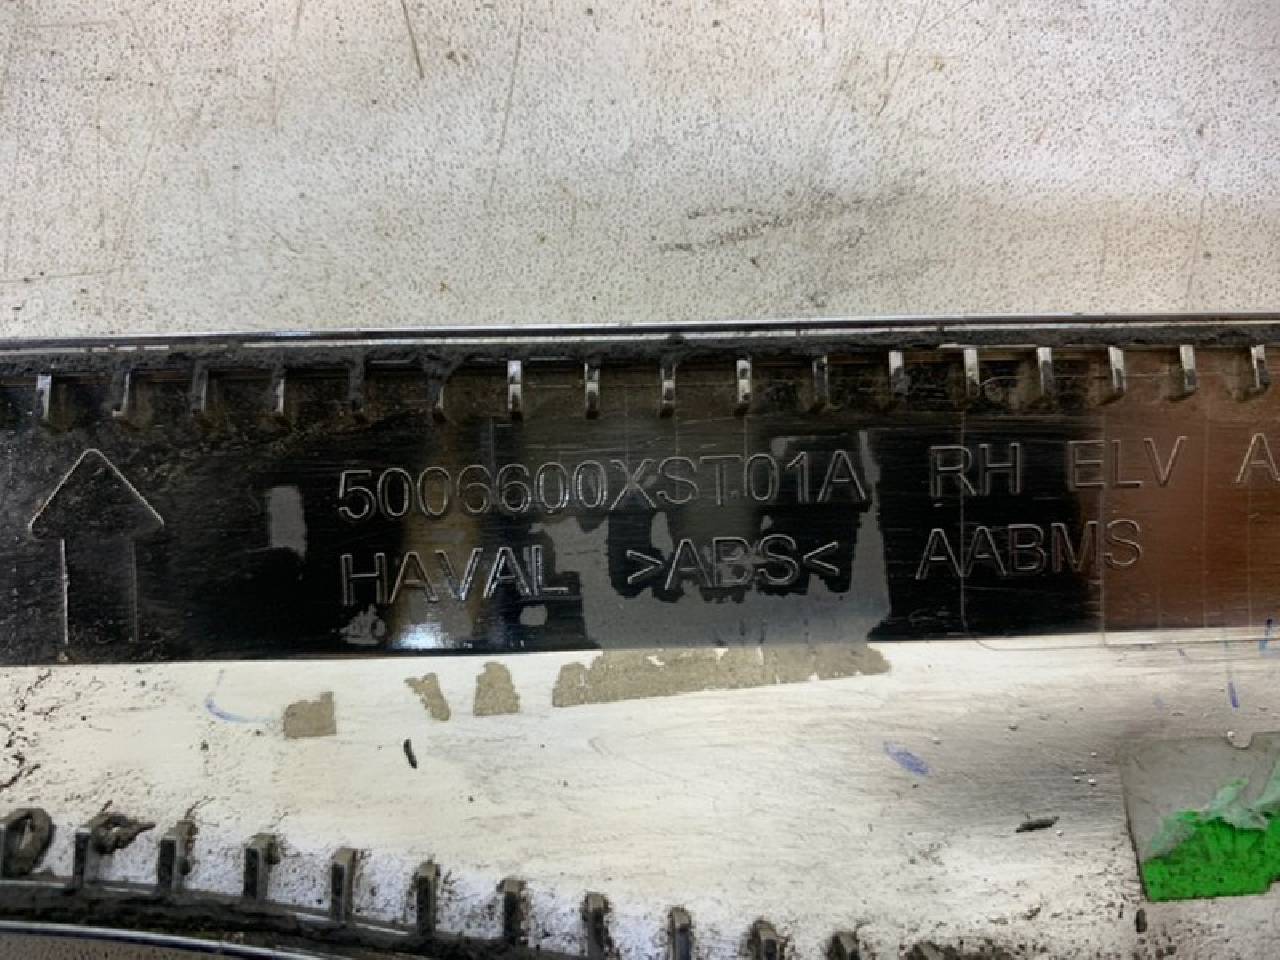 5006600XST01A RH ELV A
HAVAL >ABS< AABMS